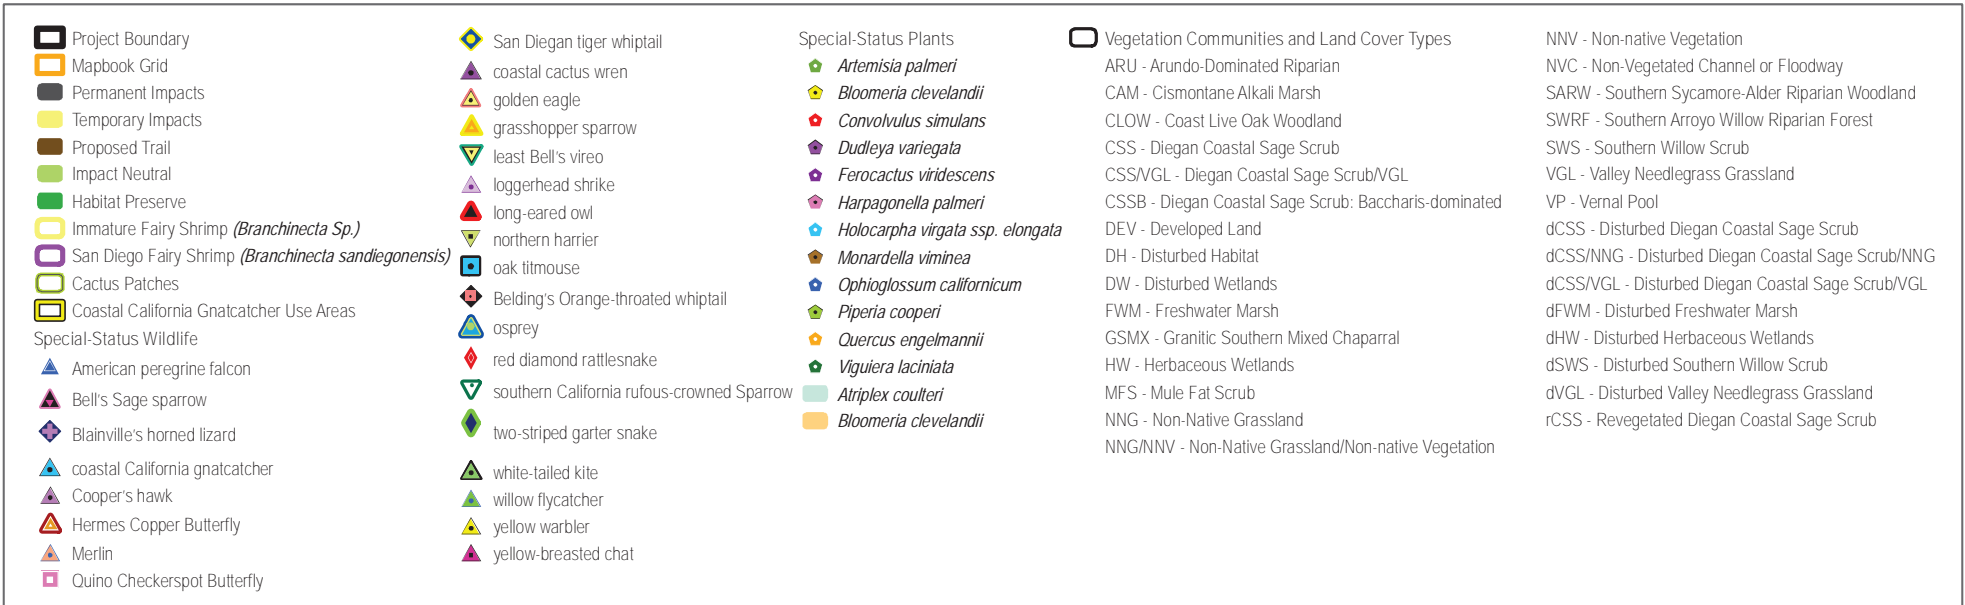 Project Boundary
Mapbook Grid
Permanent Impacts
Temporary Impacts
Proposed Trail
Impact Neutral
Habitat Preserve
Immature Fairy Shrimp (Branchinecta Sp.)
San Diego Fairy Shrimp (Branchinecta sandiegonensis)
Cactus Patches
Coastal California Gnatcatcher Use Areas
Special-Status Wildlife
American peregrine falcon
Bell's Sage sparrow
Blainville's horned lizard
coastal California gnatcatcher
Cooper's hawk
Hermes Copper Butterfly
Merlin
Quino Checkerspot Butterfly
San Diegan tiger whiptail
coastal cactus wren
golden eagle
grasshopper sparrow
least Bell's vireo
loggerhead shrike
long-eared owl
northern harrier
oak titmouse
Belding's Orange-throated whiptail
osprey
red diamond rattlesnake
southern California rufous-crowned Sparrow
two-striped garter snake
white-tailed kite
willow flycatcher
yellow warbler
yellow-breasted chat
Special-Status Plants
Artemisia palmeri
Bloomeria clevelandii
Convolvulus simulans
Dudleya variegata
Ferocactus viridescens
Harpagonella palmeri
Holocarpha virgata ssp. elongata
Monardella viminea
Ophioglossum californicum
Piperia cooperi
Quercus engelmannii
Viguiera laciniata
Atriplex coulteri
Bloomeria clevelandii
Vegetation Communities and Land Cover Types
ARU - Arundo-Dominated Riparian
CAM - Cismontane Alkali Marsh
CLOW - Coast Live Oak Woodland
CSS - Diegan Coastal Sage Scrub
CSS/VGL - Diegan Coastal Sage Scrub/VGL
CSSB - Diegan Coastal Sage Scrub: Baccharis-dominated
DEV - Developed Land
DH - Disturbed Habitat
DW - Disturbed Wetlands
FWM - Freshwater Marsh
GSMX - Granitic Southern Mixed Chaparral
HW - Herbaceous Wetlands
MFS - Mule Fat Scrub
NNG - Non-Native Grassland
NNG/NNV - Non-Native Grassland/Non-native Vegetation
NNV - Non-native Vegetation
NVC - Non-Vegetated Channel or Floodway
SARW - Southern Sycamore-Alder Riparian Woodland
SWRF - Southern Arroyo Willow Riparian Forest
SWS - Southern Willow Scrub
VGL - Valley Needlegrass Grassland
VP - Vernal Pool
dCSS - Disturbed Diegan Coastal Sage Scrub
dCSS/NNG - Disturbed Diegan Coastal Sage Scrub/NNG
dCSS/VGL - Disturbed Diegan Coastal Sage Scrub/VGL
dFWM - Disturbed Freshwater Marsh
dHW - Disturbed Herbaceous Wetlands
dSWS - Disturbed Southern Willow Scrub
dVGL - Disturbed Valley Needlegrass Grassland
rCSS - Revegetated Diegan Coastal Sage Scrub